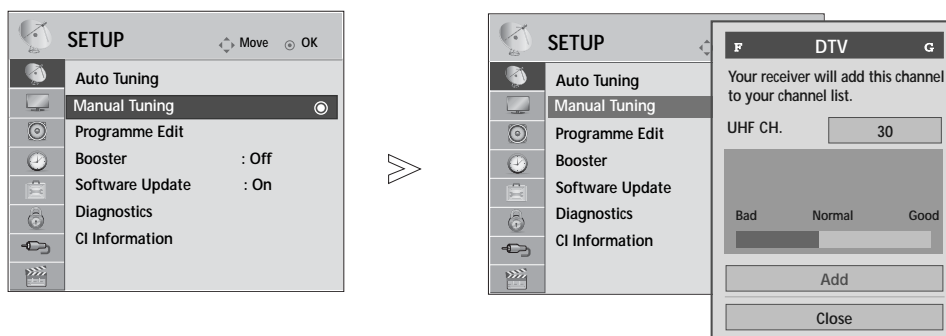 SETUP
Move OK
Auto Tuning
Manual Tuning
Programme Edit
Booster : Off
Software Update : On
Diagnostics
CI Information
SETUP
Auto Tuning
Manual Tuning
Programme Edit
Booster
Software Update
Diagnostics
CI Information
F DTV G
Your receiver will add this channel
to your channel list.
UHF CH. 30
Bad Normal Good
Add
Close